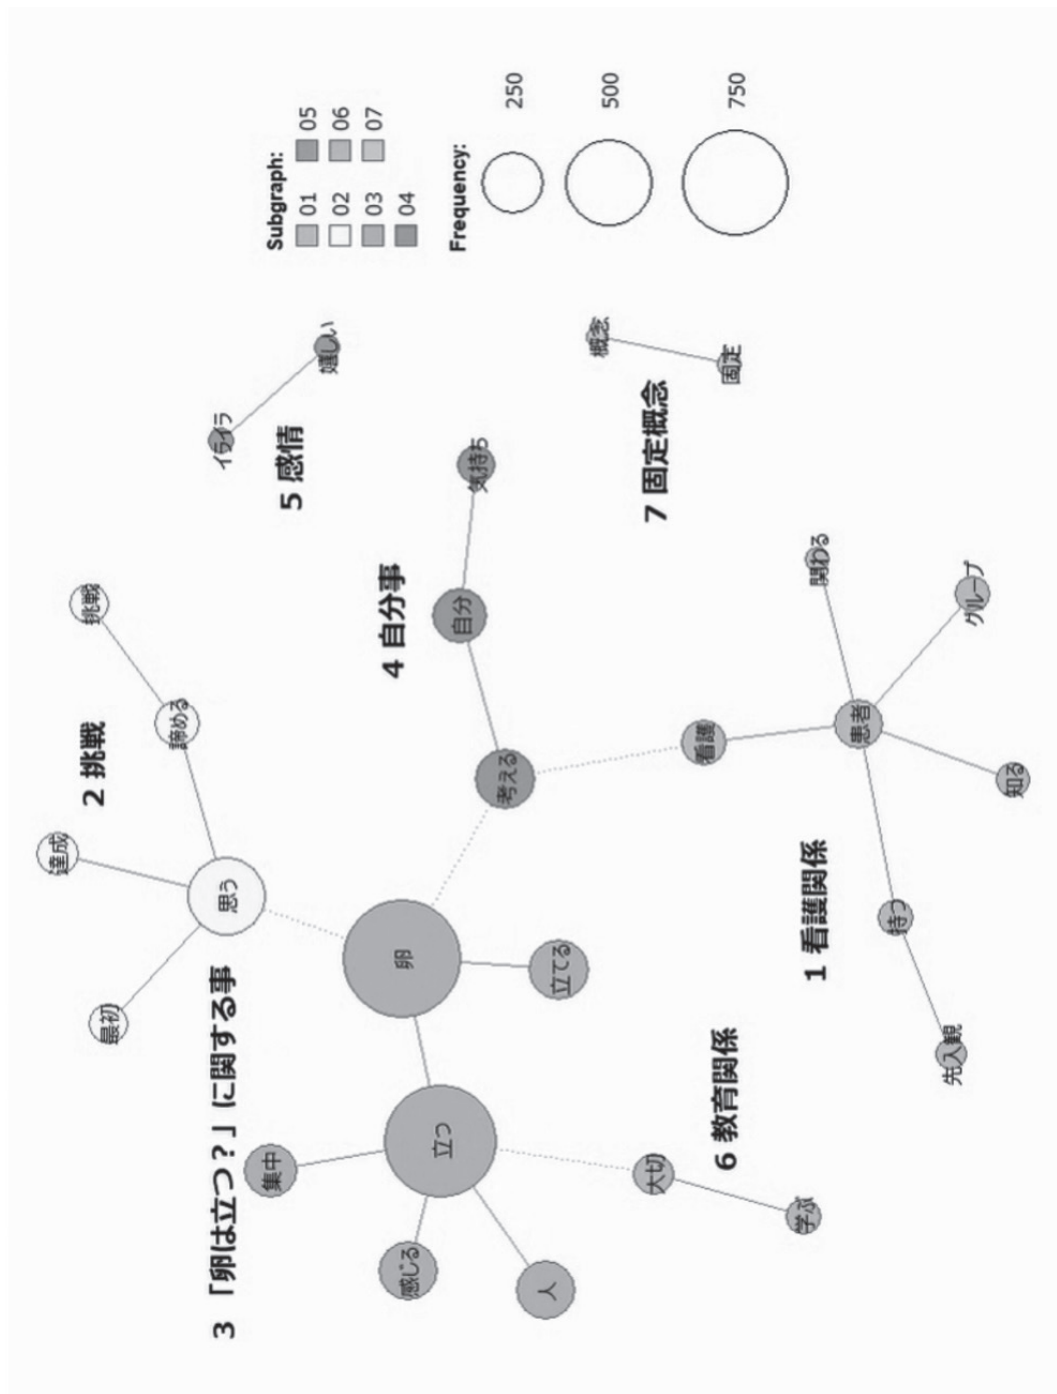 3 「卵は立つ？」に関する事
最初
達成
思う
諦める
挑戦
2 挑戦
集中
感じる
人
立つ
卵
立てる
大切
学ぶ
6 教育関係
考える
自分
気持ち
4 自分事
イライラ
嬉しい
5 感情
看護
患者
関わる
グループ
知る
持つ
先入観
1 看護関係
概念
固定
7 固定概念
Subgraph:
01
02
03
04
05
06
07
Frequency:
250
500
750